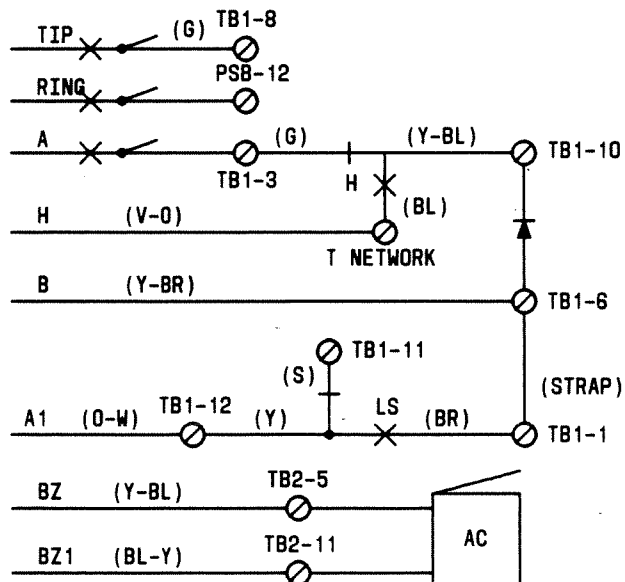 TIP (G) TB1-8
RING PSB-12
A (G) (Y-BL) TB1-10
TB1-3 H (BL)
H (V-O)
T NETWORK
B (Y-BR) TB1-6
TB1-11
(S) (STRAP)
A1 (O-W) TB1-12 (Y) LS (BR) TB1-1
BZ (Y-BL) TB2-5
AC
BZ1 (BL-Y) TB2-11